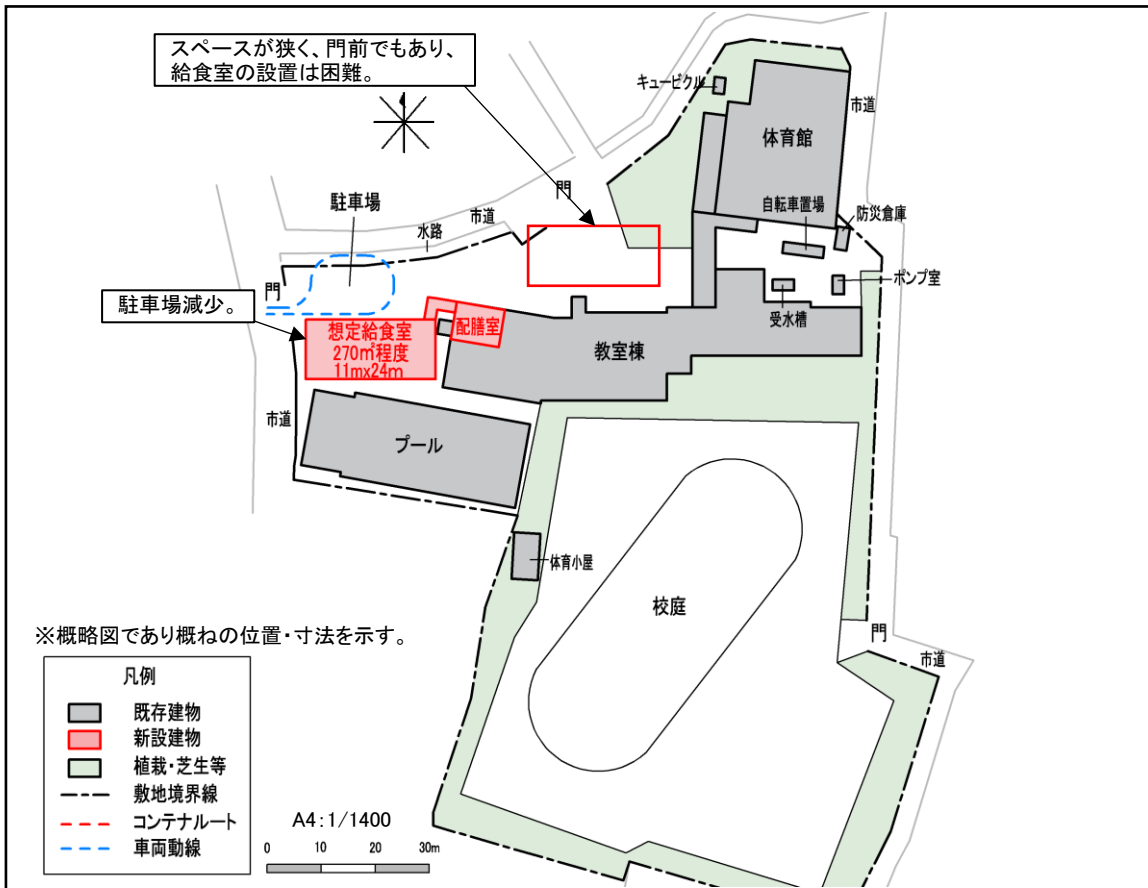 スペースが狭く、門前でもあり、
給食室の設置は困難。
キュービクル
市道
体育館
門
駐車場
自転車置場
防災倉庫
市道
水路
門
ポンプ室
駐車場減少。
受水槽
想定給食室
270㎡程度
11mx24m
配膳室
教室棟
市道
プール
体育小屋
校庭
※概略図であり概ねの位置・寸法を示す。
門
市道
凡例
既存建物
新設建物
植栽・芝生等
敷地境界線
コンテナルート
車両動線
A4:1/1400
0 10 20 30m